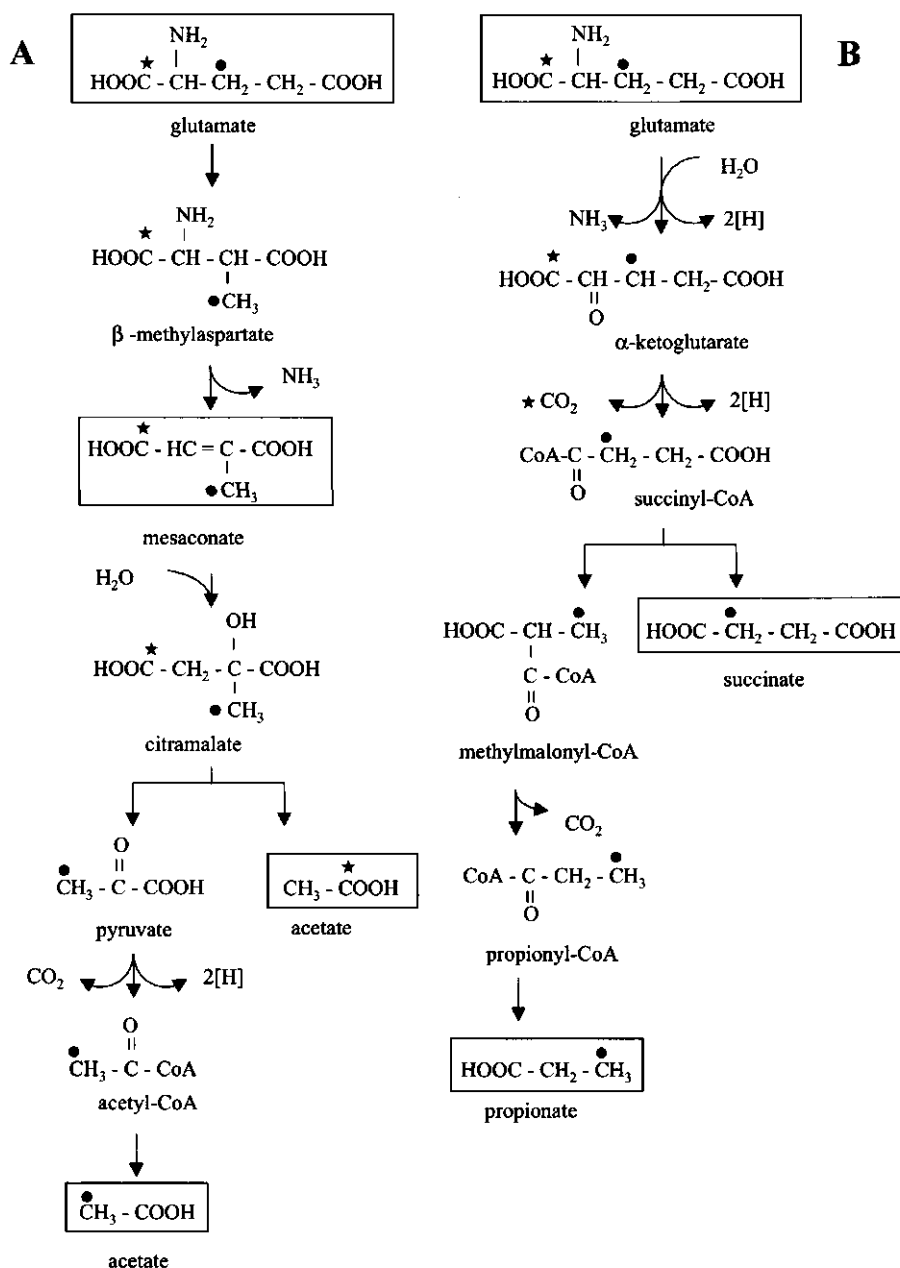 A
NH₂
HOOC - CH - CH₂ - CH₂ - COOH
glutamate
NH₂
HOOC - CH - CH - COOH
CH₃
β -methylaspartate
NH₃
HOOC - HC = C - COOH
CH₃
mesaconate
H₂O
OH
HOOC - CH₂ - C - COOH
CH₃
citramalate
O
CH₃ - C - COOH
pyruvate
CH₃ - COOH
acetate
CO₂
2[H]
O
CH₃ - C - CoA
acetyl-CoA
CH₃ - COOH
acetate
B
NH₂
HOOC - CH - CH₂ - CH₂ - COOH
glutamate
H₂O
NH₃
2[H]
HOOC - CH - CH - CH₂ - COOH
O
α-ketoglutarate
CO₂
2[H]
CoA-C - CH₂ - CH₂ - COOH
O
succinyl-CoA
HOOC - CH - CH₃
C - CoA
O
methylmalonyl-CoA
HOOC - CH₂ - CH₂ - COOH
succinate
CO₂
CoA - C - CH₂ - CH₃
O
propionyl-CoA
HOOC - CH₂ - CH₃
propionate